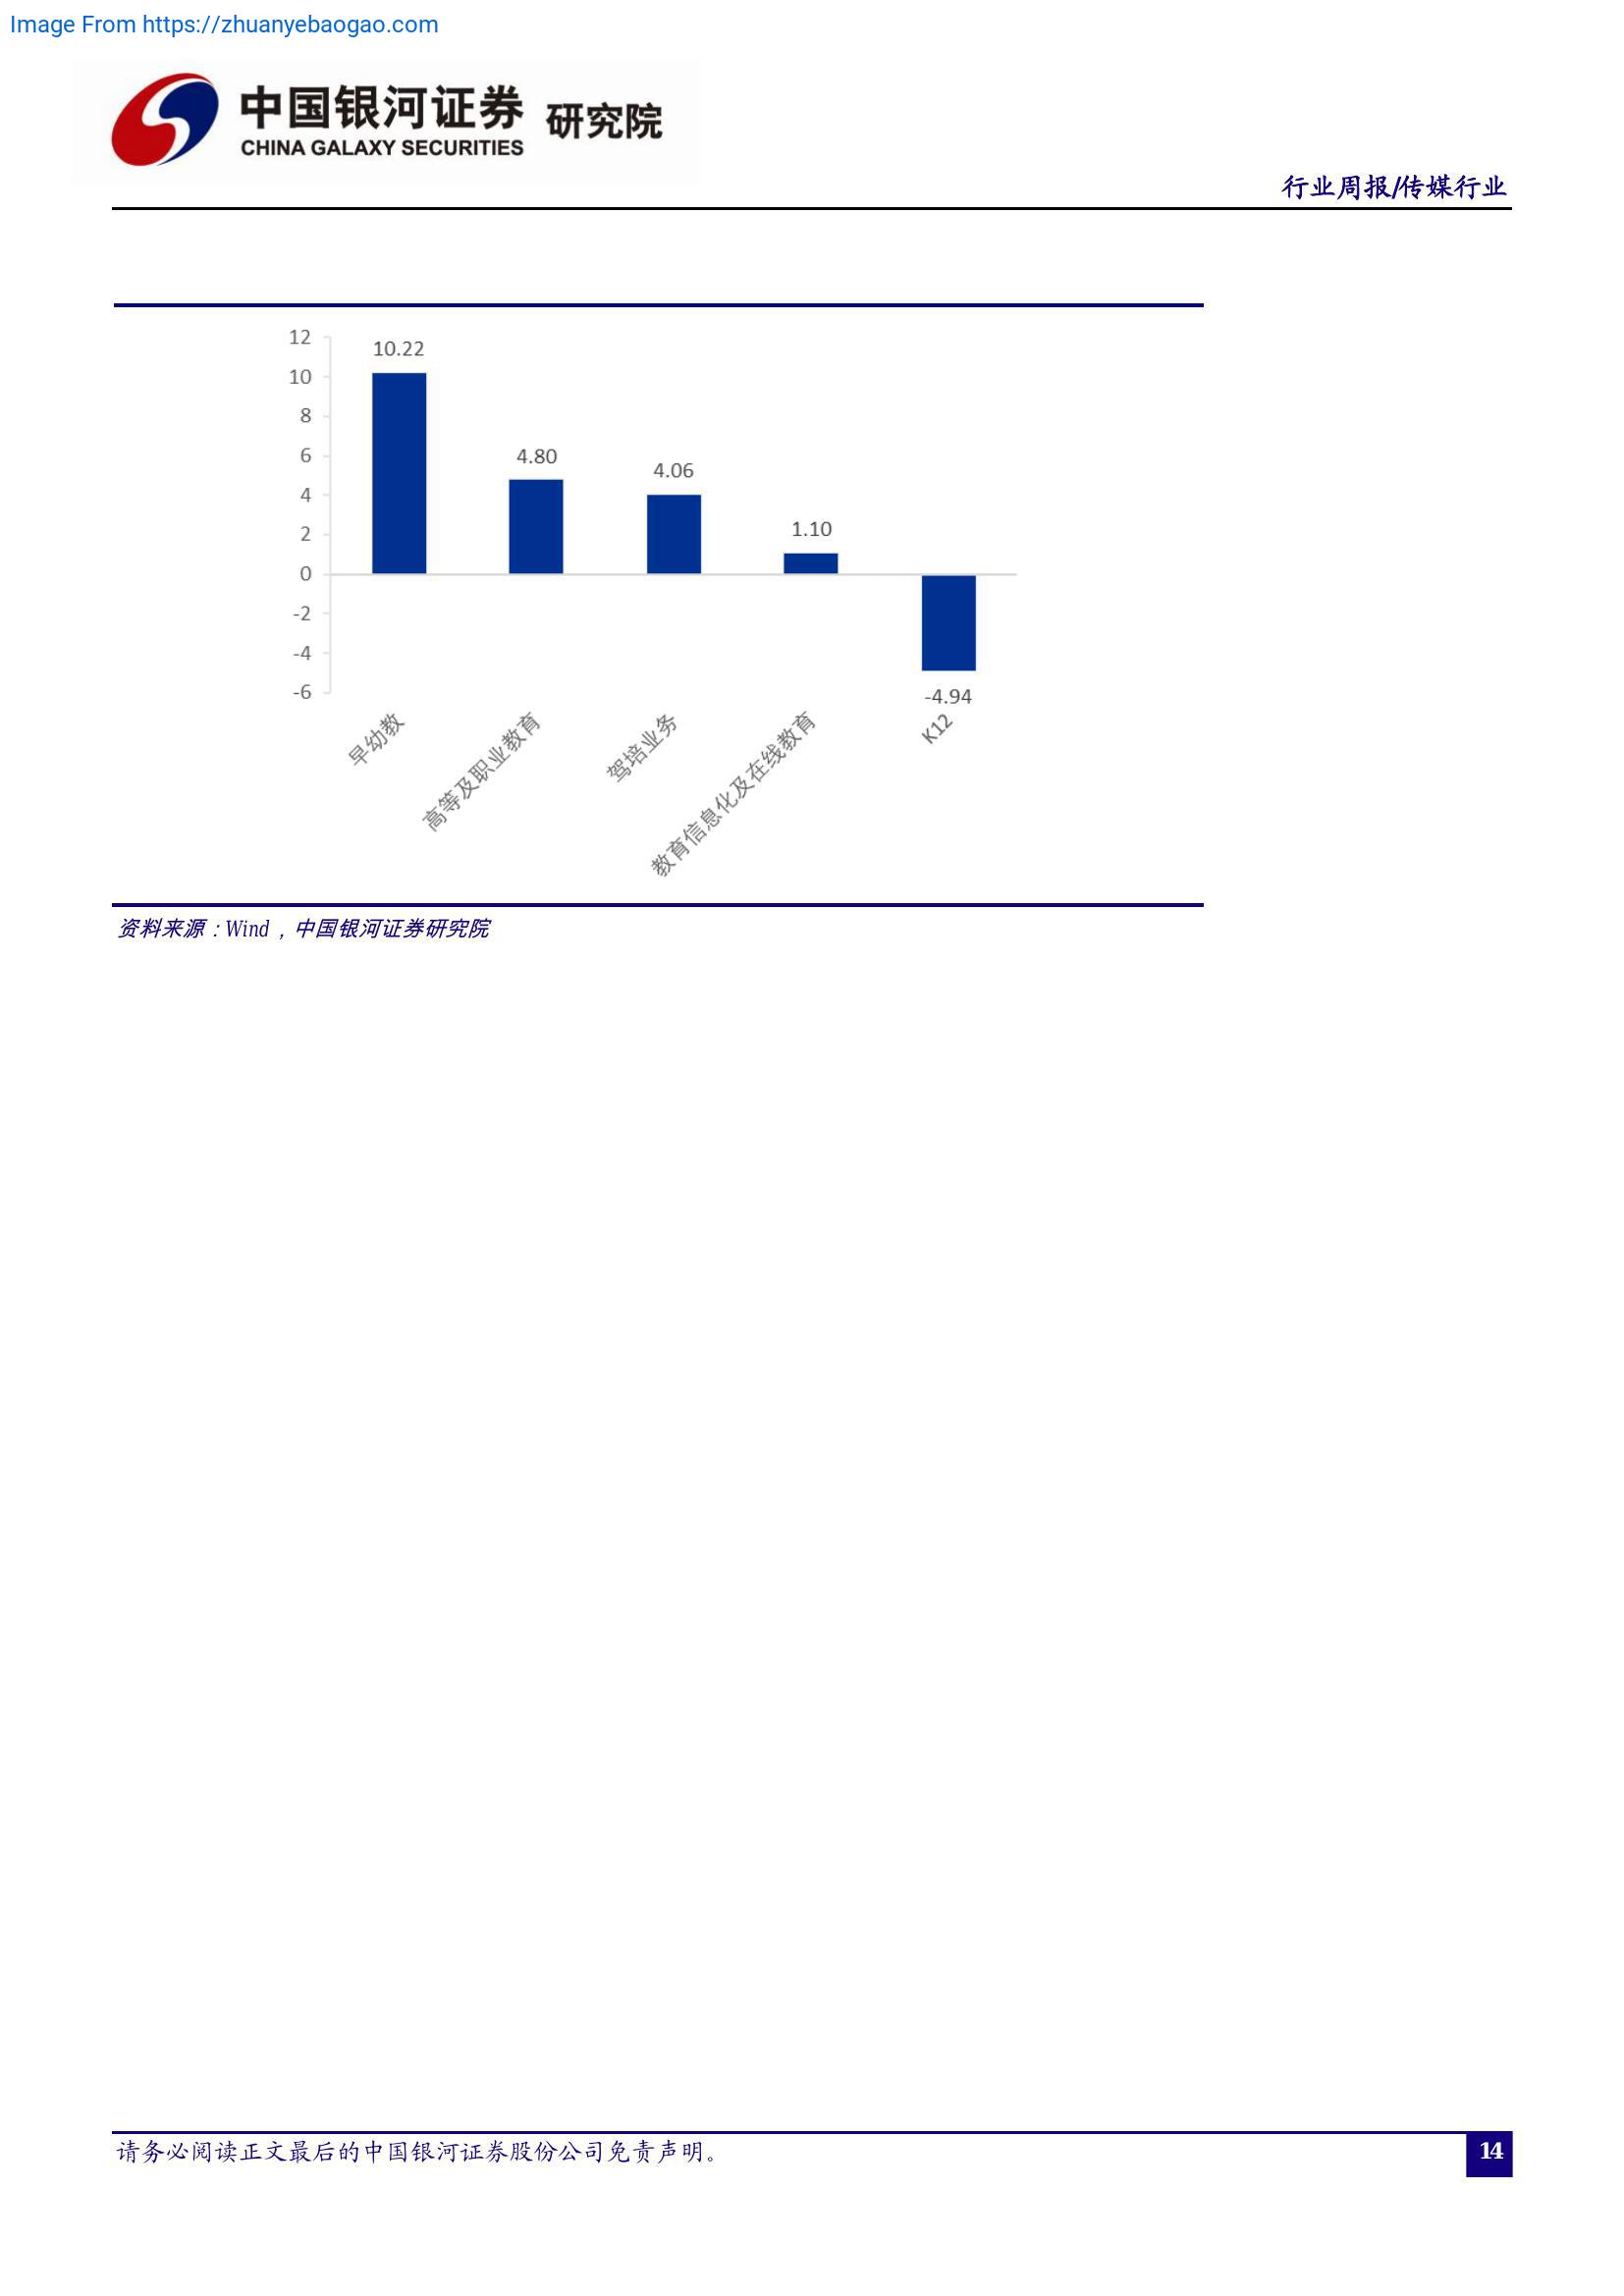 Image From https://zhuanyebaogao.com
中国银河证券 研究院
CHINA GALAXY SECURITIES
行业周报/传媒行业
12
10
8
6
4
2
0
-2
-4
-6
10.22
4.80
4.06
1.10
-4.94
早幼教
高等及职业教育
驾培业务
教育信息化及在线教育
K12
资料来源：Wind，中国银河证券研究院
请务必阅读正文最后的中国银河证券股份公司免责声明。
14